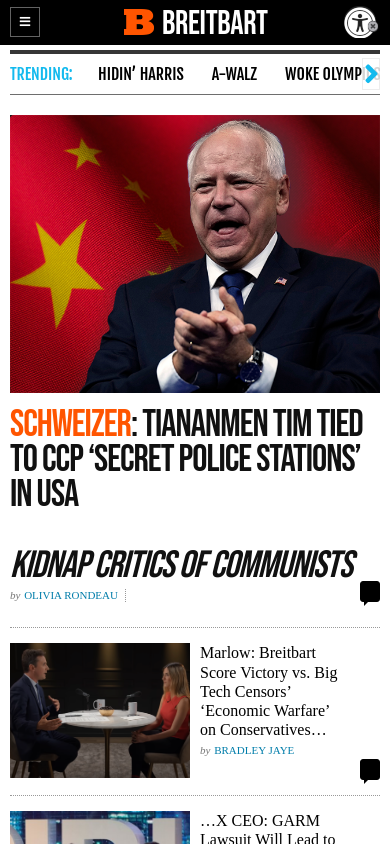 BREITBART
TRENDING: HIDIN’ HARRIS A-WALZ WOKE OLYMP
SCHWEIZER: TIANANMEN TIM TIED
TO CCP ‘SECRET POLICE STATIONS’
IN USA
KIDNAP CRITICS OF COMMUNISTS
by OLIVIA RONDEAU
Marlow: Breitbart
Score Victory vs. Big
Tech Censors’
‘Economic Warfare’
on Conservatives…
by BRADLEY JAYE
…X CEO: GARM
Lawsuit Will Lead to